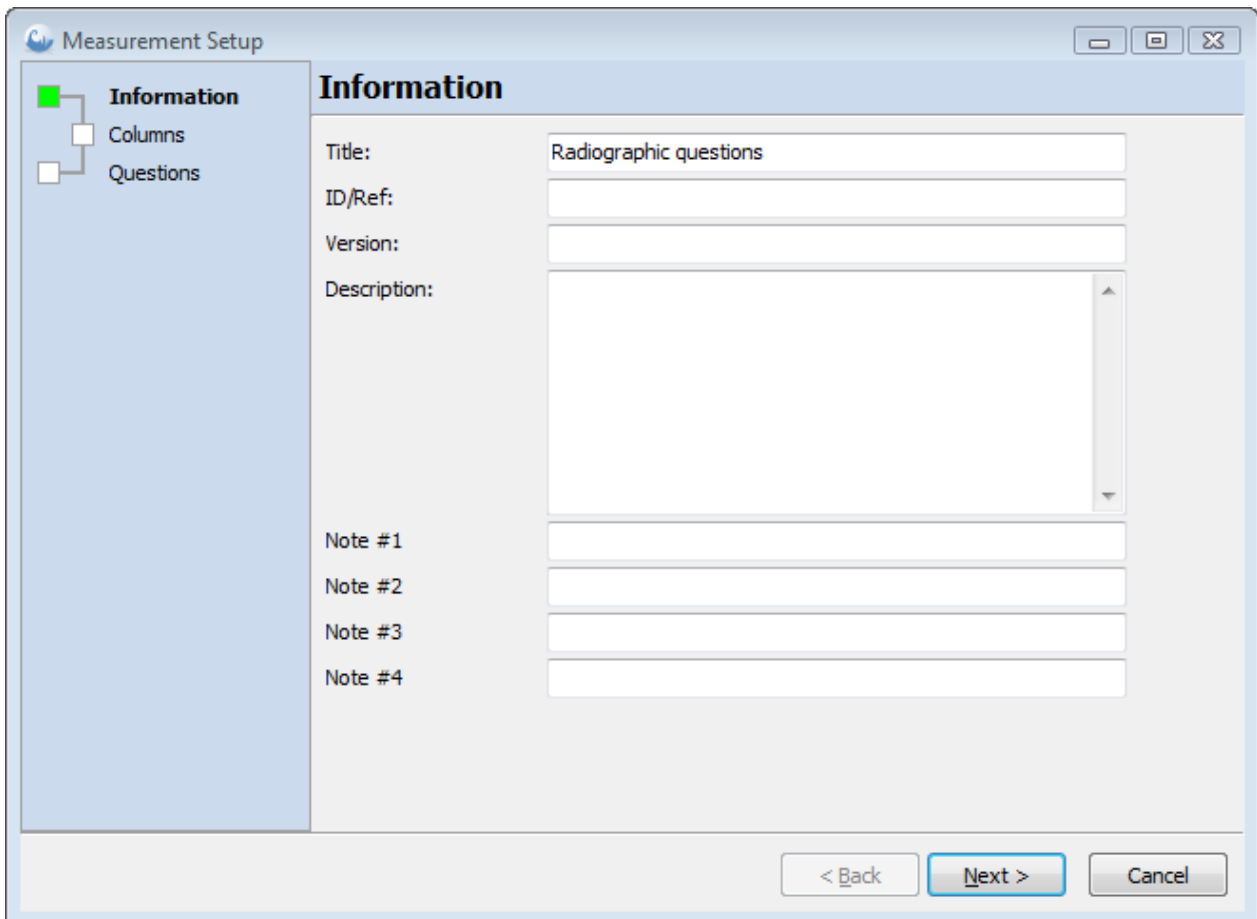 Measurement Setup
Information
Columns
Questions
Information
Title: Radiographic questions
ID/Ref:
Version:
Description:
Note #1
Note #2
Note #3
Note #4
< Back Next > Cancel